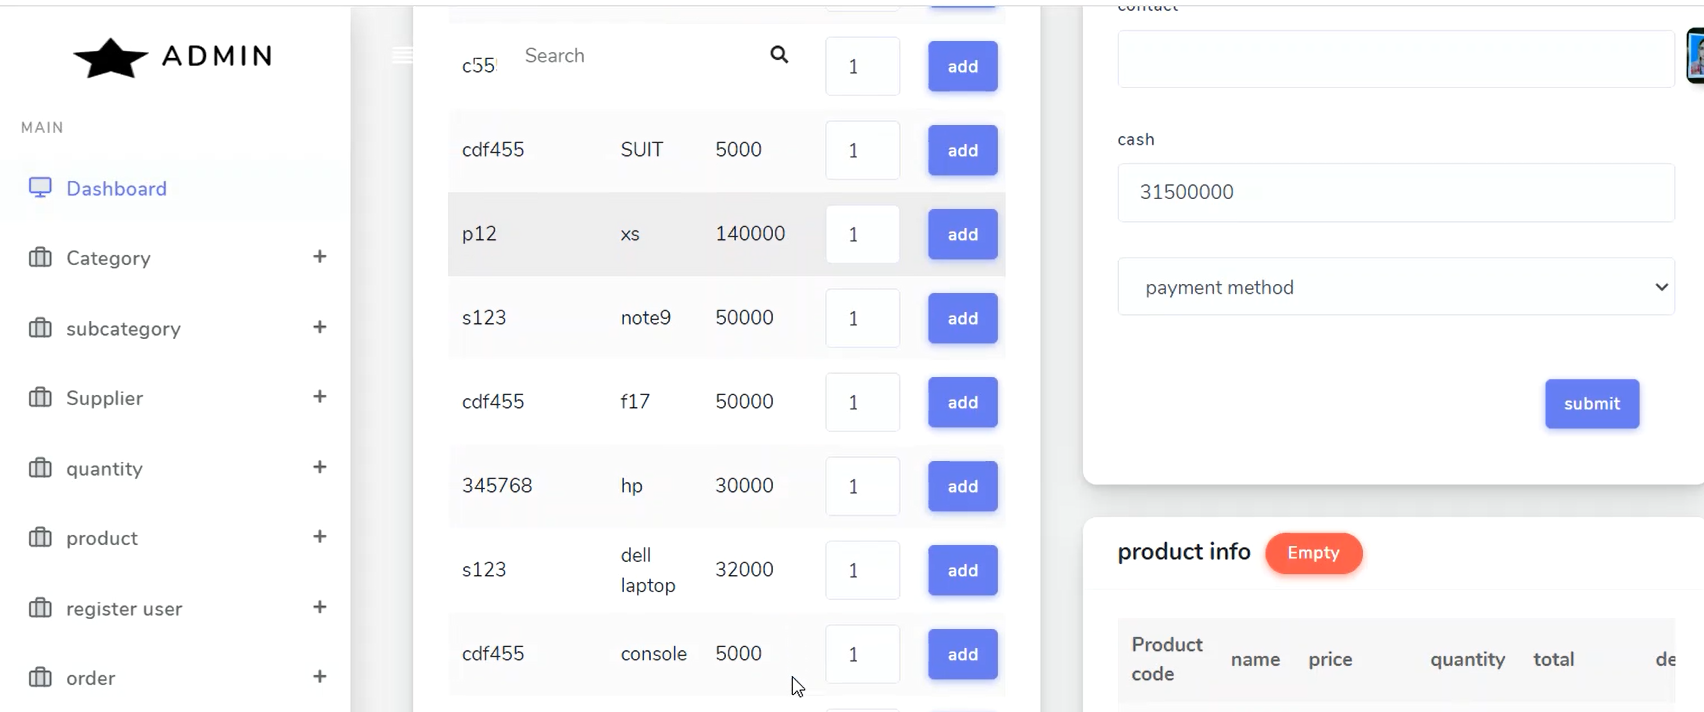 ADMIN
MAIN
Dashboard
Category +
subcategory +
Supplier +
quantity +
product +
register user +
order +
Search
c55 1 add
cdf455 SUIT 5000 1 add
p12 xs 140000 1 add
s123 note9 50000 1 add
cdf455 f17 50000 1 add
345768 hp 30000 1 add
s123 dell laptop 32000 1 add
cdf455 console 5000 1 add
contact
cash
31500000
payment method
submit
product info Empty
Product code name price quantity total de